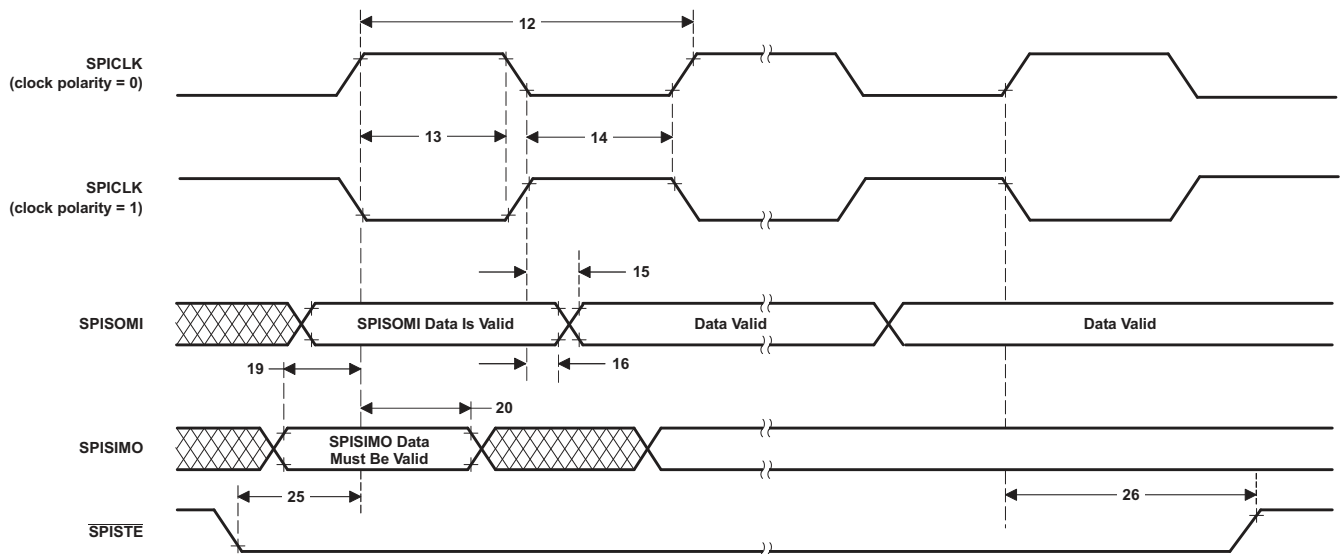 12
SPICLK
(clock polarity = 0)
13
14
SPICLK
(clock polarity = 1)
15
SPISOMI
SPISOMI Data Is Valid
Data Valid
Data Valid
16
19
20
SPISIMO
SPISIMO Data
Must Be Valid
25
26
SPISTE